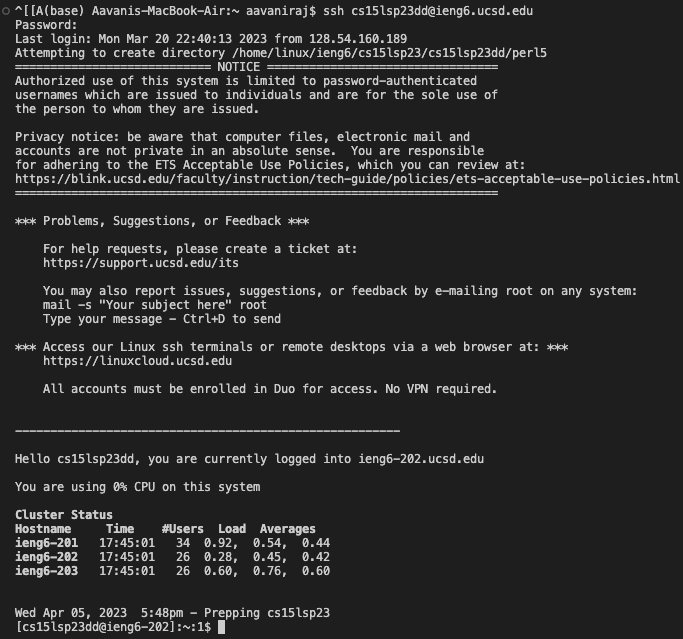 ^[[A(base) Aavanis-MacBook-Air:~ aavaniraj$ ssh cs15lsp23dd@ieng6.ucsd.edu
Password:
Last login: Mon Mar 20 22:40:13 2023 from 128.54.160.189
Attempting to create directory /home/linux/ieng6/cs15lsp23/cs15lsp23dd/perl5
============================ NOTICE =================================
Authorized use of this system is limited to password-authenticated
usernames which are issued to individuals and are for the sole use of
the person to whom they are issued.

Privacy notice: be aware that computer files, electronic mail and
accounts are not private in an absolute sense.  You are responsible
for adhering to the ETS Acceptable Use Policies, which you can review at:
https://blink.ucsd.edu/faculty/instruction/tech-guide/policies/ets-acceptable-use-policies.html
=====================================================================

*** Problems, Suggestions, or Feedback ***

    For help requests, please create a ticket at:
    https://support.ucsd.edu/its

    You may also report issues, suggestions, or feedback by e-mailing root on any system:
    mail -s "Your subject here" root
    Type your message - Ctrl+D to send

*** Access our Linux ssh terminals or remote desktops via a web browser at: ***
    https://linuxcloud.ucsd.edu

    All accounts must be enrolled in Duo for access. No VPN required.

-------------------------------------------------------

Hello cs15lsp23dd, you are currently logged into ieng6-202.ucsd.edu

You are using 0% CPU on this system

Cluster Status
Hostname     Time    #Users  Load  Averages
ieng6-201   17:45:01   34  0.92,  0.54,  0.44
ieng6-202   17:45:01   26  0.28,  0.45,  0.42
ieng6-203   17:45:01   26  0.60,  0.76,  0.60

Wed Apr 05, 2023  5:48pm - Prepping cs15lsp23
[cs15lsp23dd@ieng6-202]:~:1$